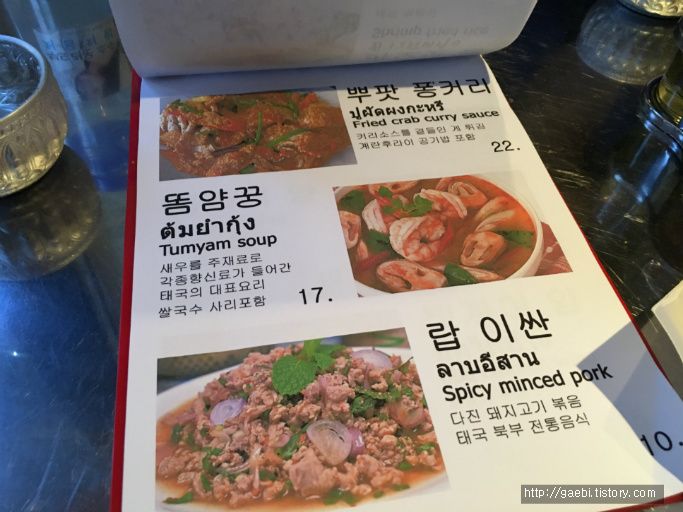 뿌팟 퐁커리
ปูผัดผงกะหรี่
Fried crab curry sauce
커리소스를 곁들인 게 튀김
계란후라이 공기밥 포함
22.
똠얌꿍
ต้มยำกุ้ง
Tumyam soup
새우를 주재료로
각종향신료가 들어간
태국의 대표요리
쌀국수 사리포함
17.
랍 이싼
ลาบอีสาน
Spicy minced pork
다진 돼지고기 볶음
태국 북부 전통음식
10.
http://gaebi.tistory.com